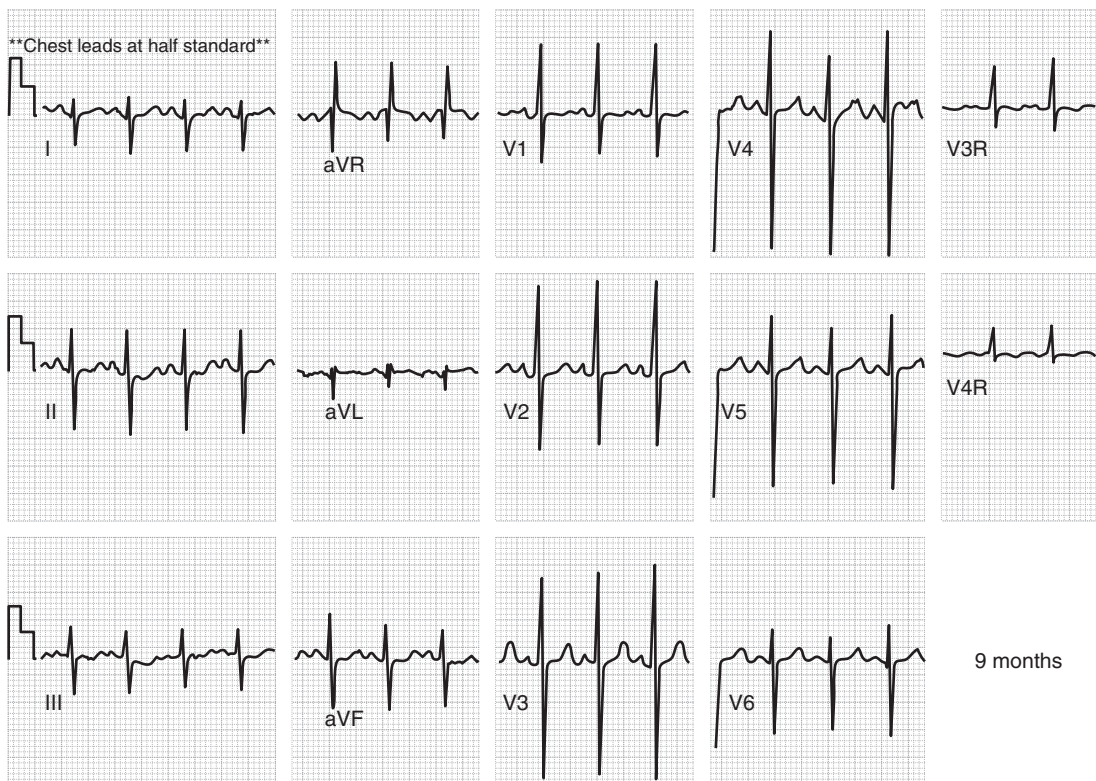 **Chest leads at half standard**
I
aVR
V1
V4
V3R
II
aVL
V2
V5
V4R
III
aVF
V3
V6
9 months